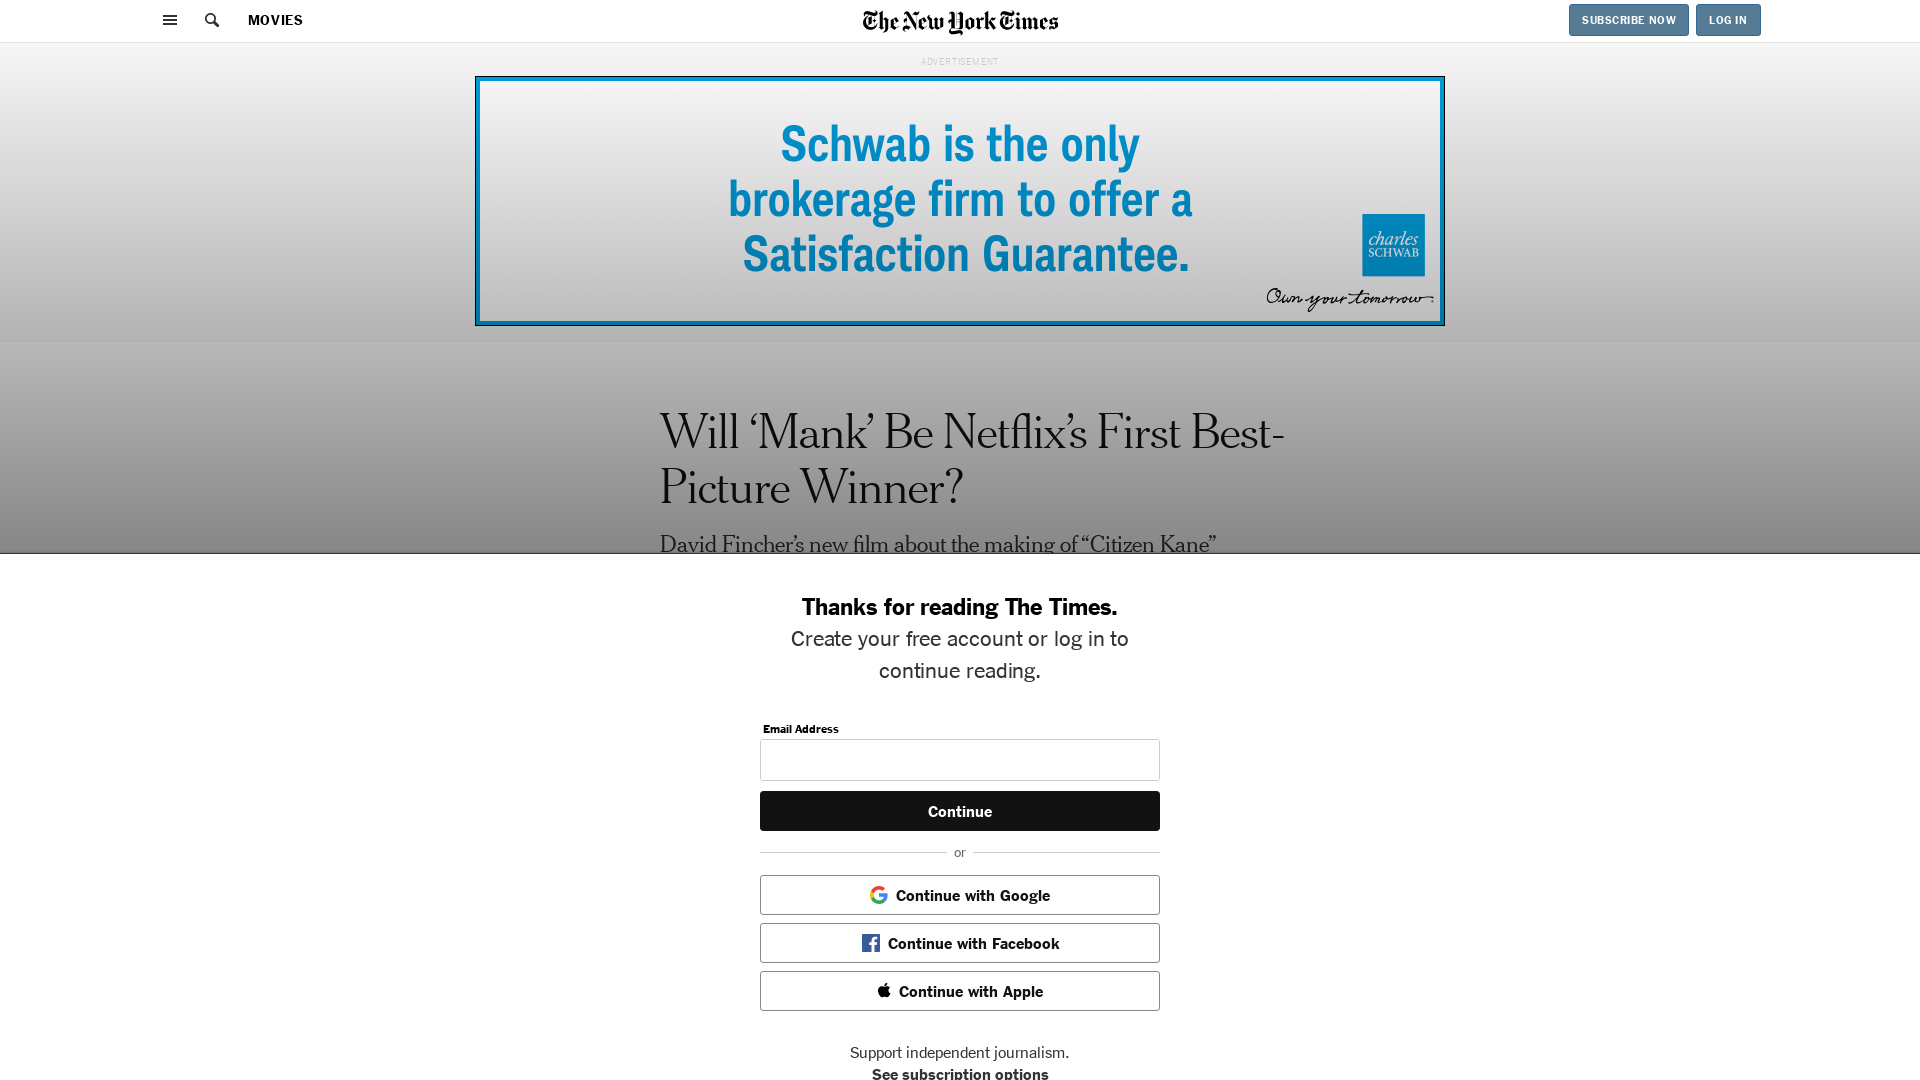 MOVIES
The New York Times
SUBSCRIBE NOW
LOG IN
ADVERTISEMENT
Schwab is the only
brokerage firm to offer a
Satisfaction Guarantee.
charles
SCHWAB
Own your tomorrow
Will ‘Mank’ Be Netflix’s First Best-
Picture Winner?
David Fincher’s new film about the making of “Citizen Kane”
Thanks for reading The Times.
Create your free account or log in to
continue reading.
Email Address
Continue
or
Continue with Google
Continue with Facebook
Continue with Apple
Support independent journalism.
See subscription options